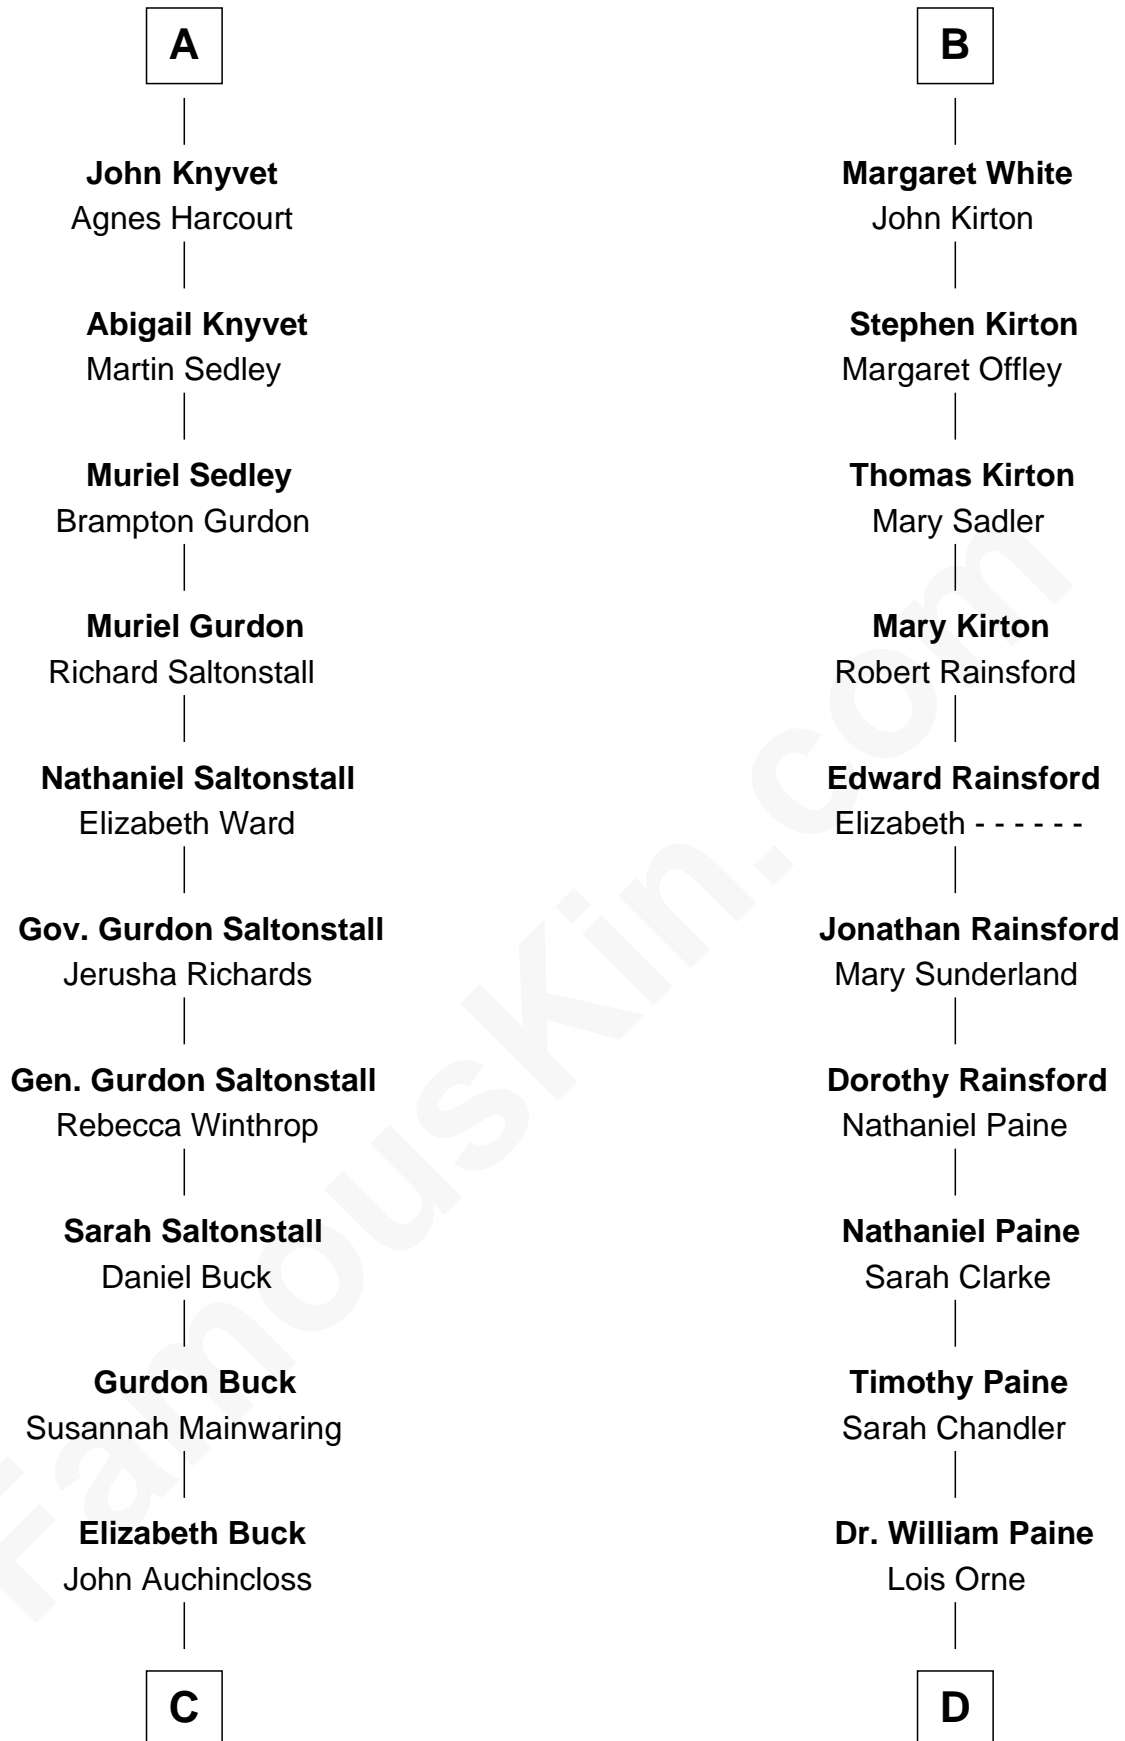 A
John Knyvet
Agnes Harcourt
Abigail Knyvet
Martin Sedley
Muriel Sedley
Brampton Gurdon
Muriel Gurdon
Richard Saltonstall
Nathaniel Saltonstall
Elizabeth Ward
Gov. Gurdon Saltonstall
Jerusha Richards
Gen. Gurdon Saltonstall
Rebecca Winthrop
Sarah Saltonstall
Daniel Buck
Gurdon Buck
Susannah Mainwaring
Elizabeth Buck
John Auchincloss
C
B
Margaret White
John Kirton
Stephen Kirton
Margaret Offley
Thomas Kirton
Mary Sadler
Mary Kirton
Robert Rainsford
Edward Rainsford
Elizabeth - - - - - -
Jonathan Rainsford
Mary Sunderland
Dorothy Rainsford
Nathaniel Paine
Nathaniel Paine
Sarah Clarke
Timothy Paine
Sarah Chandler
Dr. William Paine
Lois Orne
D
FamousKin.com